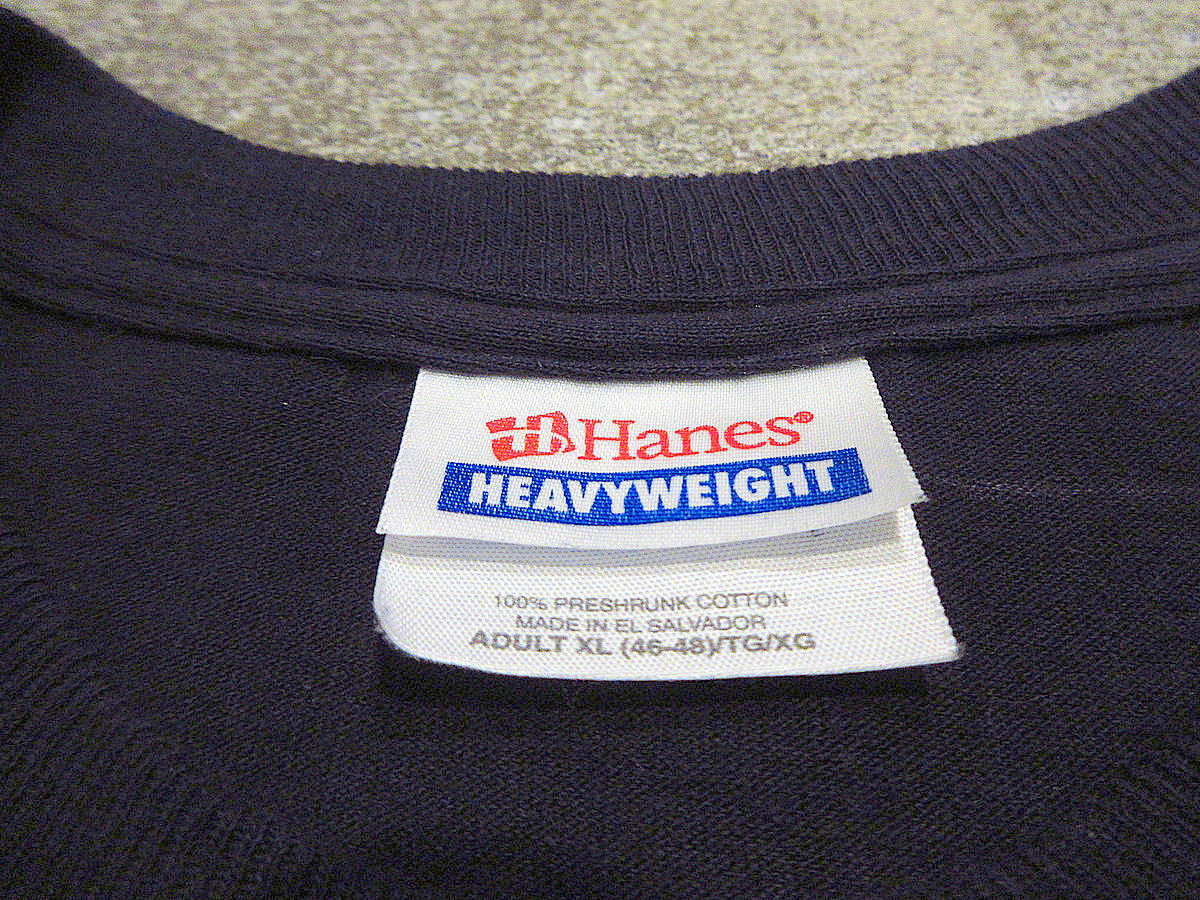 Hanes®
HEAVYWEIGHT
100% PRESHRUNK COTTON
MADE IN EL SALVADOR
ADULT XL (46-48)/TG/XG